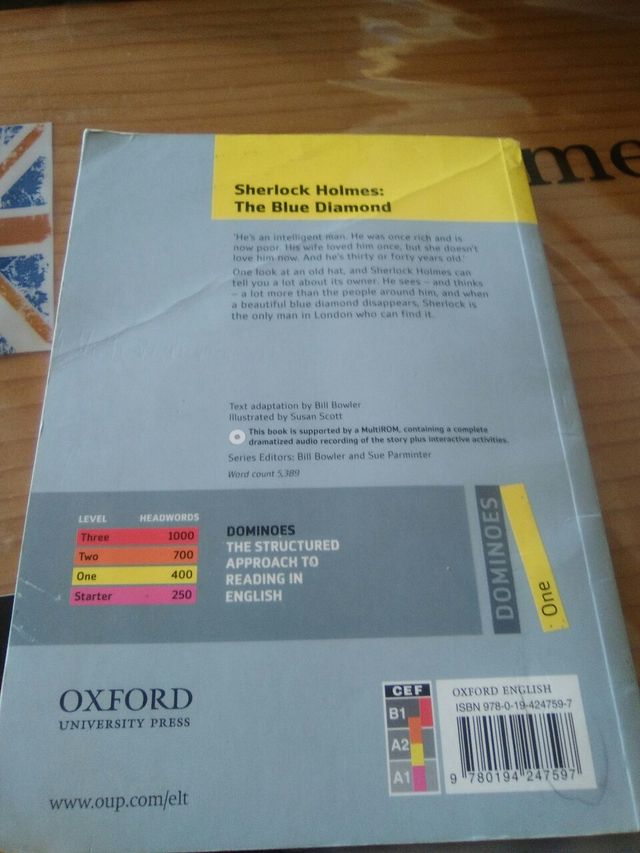 me
Sherlock Holmes:
The Blue Diamond
'He's an intelligent man. He was once rich and is
now poor. His wife loved him once, but she doesn't
love him now. And he's thirty or forty years old.'
One look at an old hat, and Sherlock Holmes can
tell you a lot about its owner. He sees – and thinks
– a lot more than the people around him, and when
a beautiful blue diamond disappears, Sherlock is
the only man in London who can find it.
Text adaptation by Bill Bowler
Illustrated by Susan Scott
This book is supported by a MultiROM, containing a complete
dramatized audio recording of the story plus interactive activities.
Series Editors: Bill Bowler and Sue Parminter
Word count 5,389
LEVEL HEADWORDS
Three 1000
Two 700
One 400
Starter 250
DOMINOES
THE STRUCTURED
APPROACH TO
READING IN
ENGLISH
DOMINOES
One
OXFORD
UNIVERSITY PRESS
www.oup.com/elt
CEF
B1
A2
A1
OXFORD ENGLISH
ISBN 978-0-19-424759-7
9 780194 247597